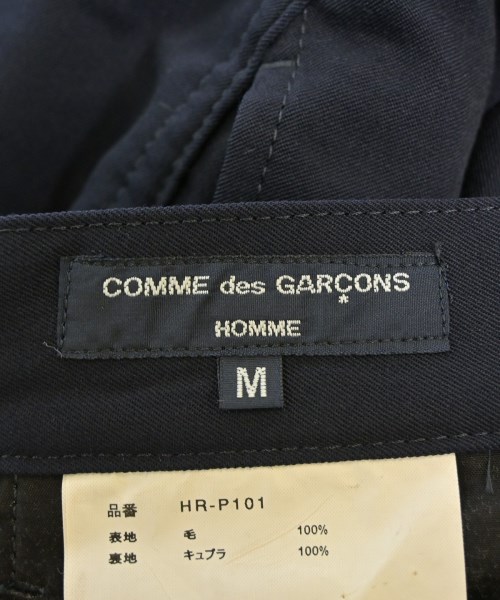 COMME des GARÇONS
HOMME
M
品番 HR-P101
表地 毛 100%
裏地 キュプラ 100%